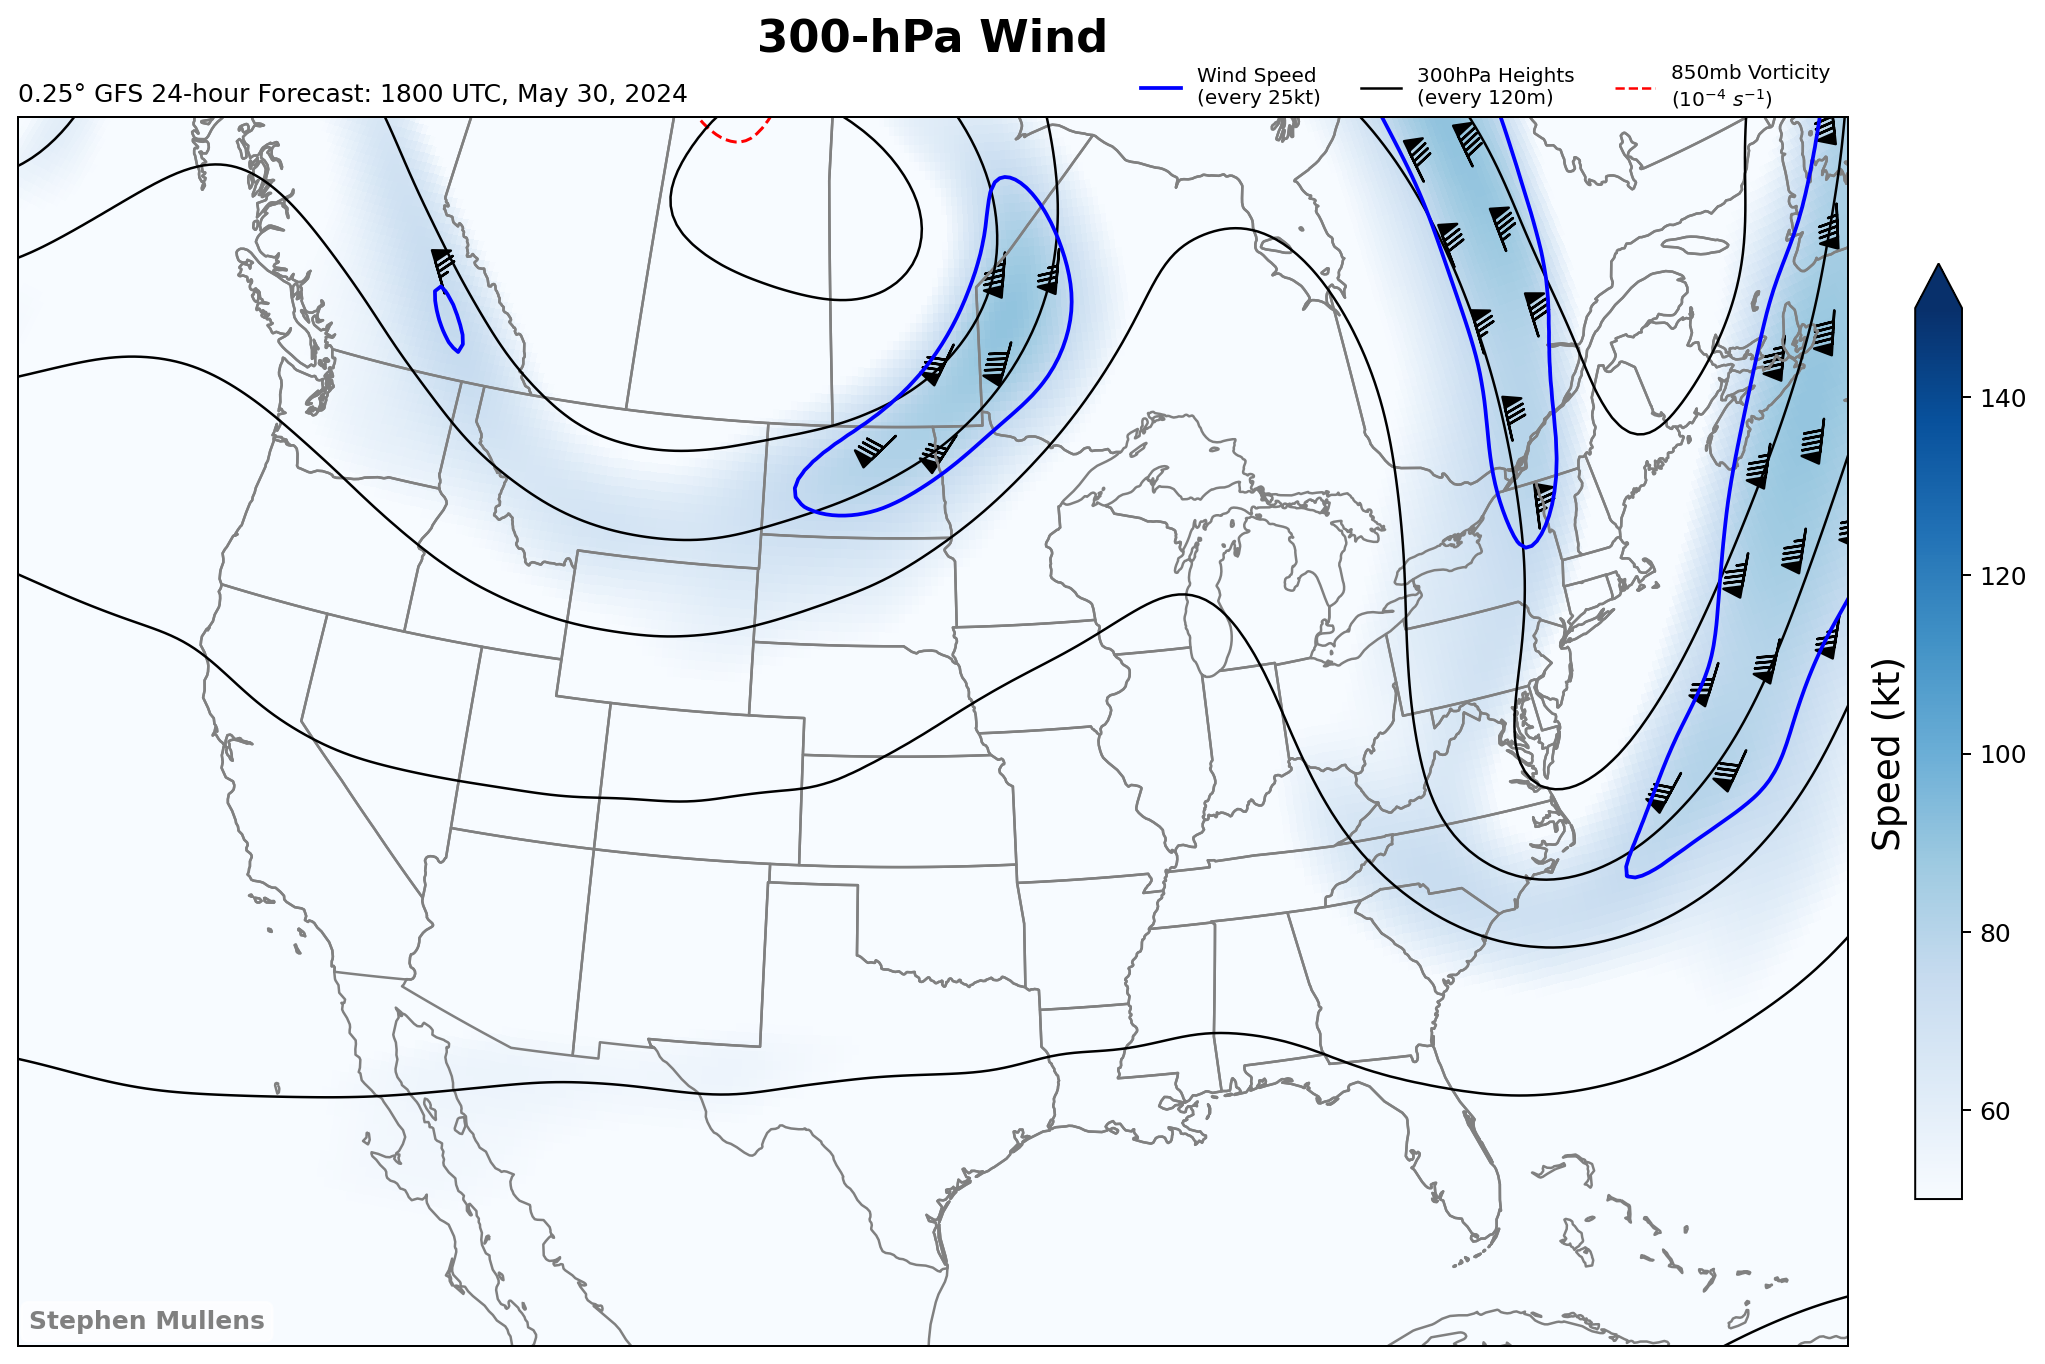 300-hPa Wind
0.25° GFS 24-hour Forecast: 1800 UTC, May 30, 2024
Wind Speed
(every 25kt)
300hPa Heights
(every 120m)
850mb Vorticity
(10⁻⁴ s⁻¹)
140
120
100
80
60
Speed (kt)
Stephen Mullens